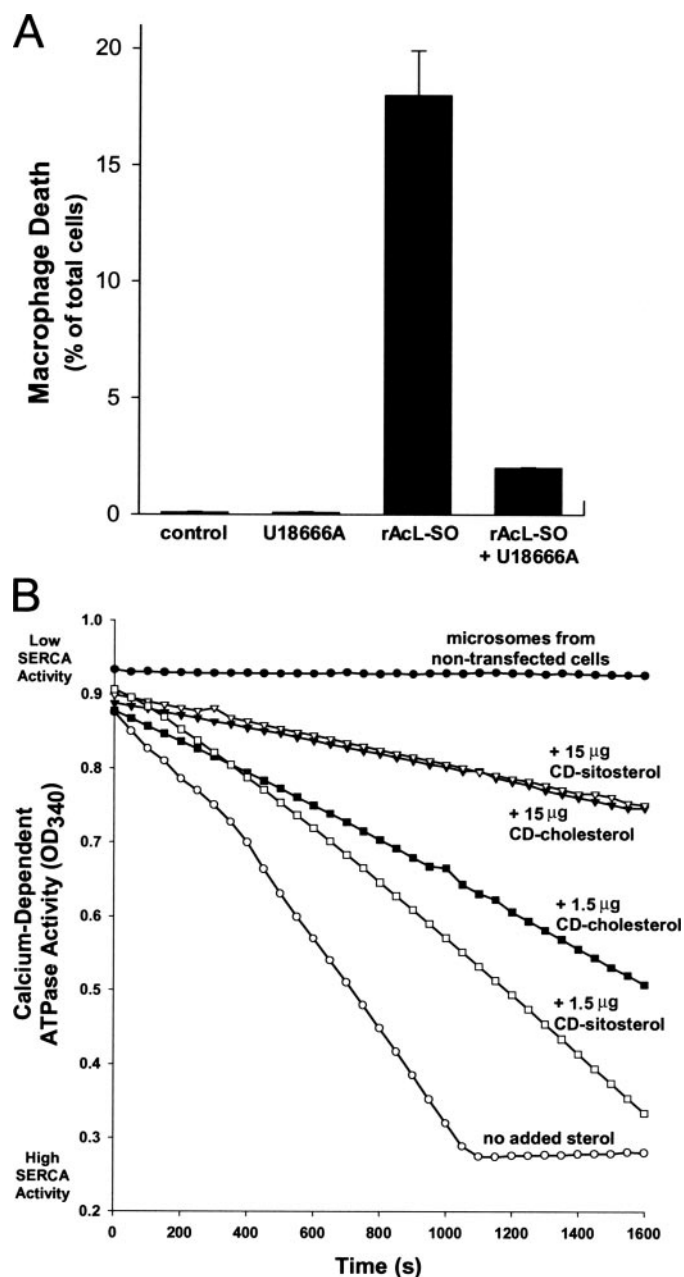 A
20
15
10
5
0
Macrophage Death
(% of total cells)
control
U18666A
rAcL-SO
rAcL-SO
+ U18666A
B
1.0
Low
SERCA
Activity
0.9
0.8
0.7
0.6
0.5
0.4
0.3
High
SERCA
Activity
0.2
Calcium-Dependent
ATPase Activity (OD340)
microsomes from
non-transfected cells
+ 15 μg
CD-sitosterol
+ 15 μg
CD-cholesterol
+ 1.5 μg
CD-cholesterol
+ 1.5 μg
CD-sitosterol
no added sterol
0 200 400 600 800 1000 1200 1400 1600
Time (s)